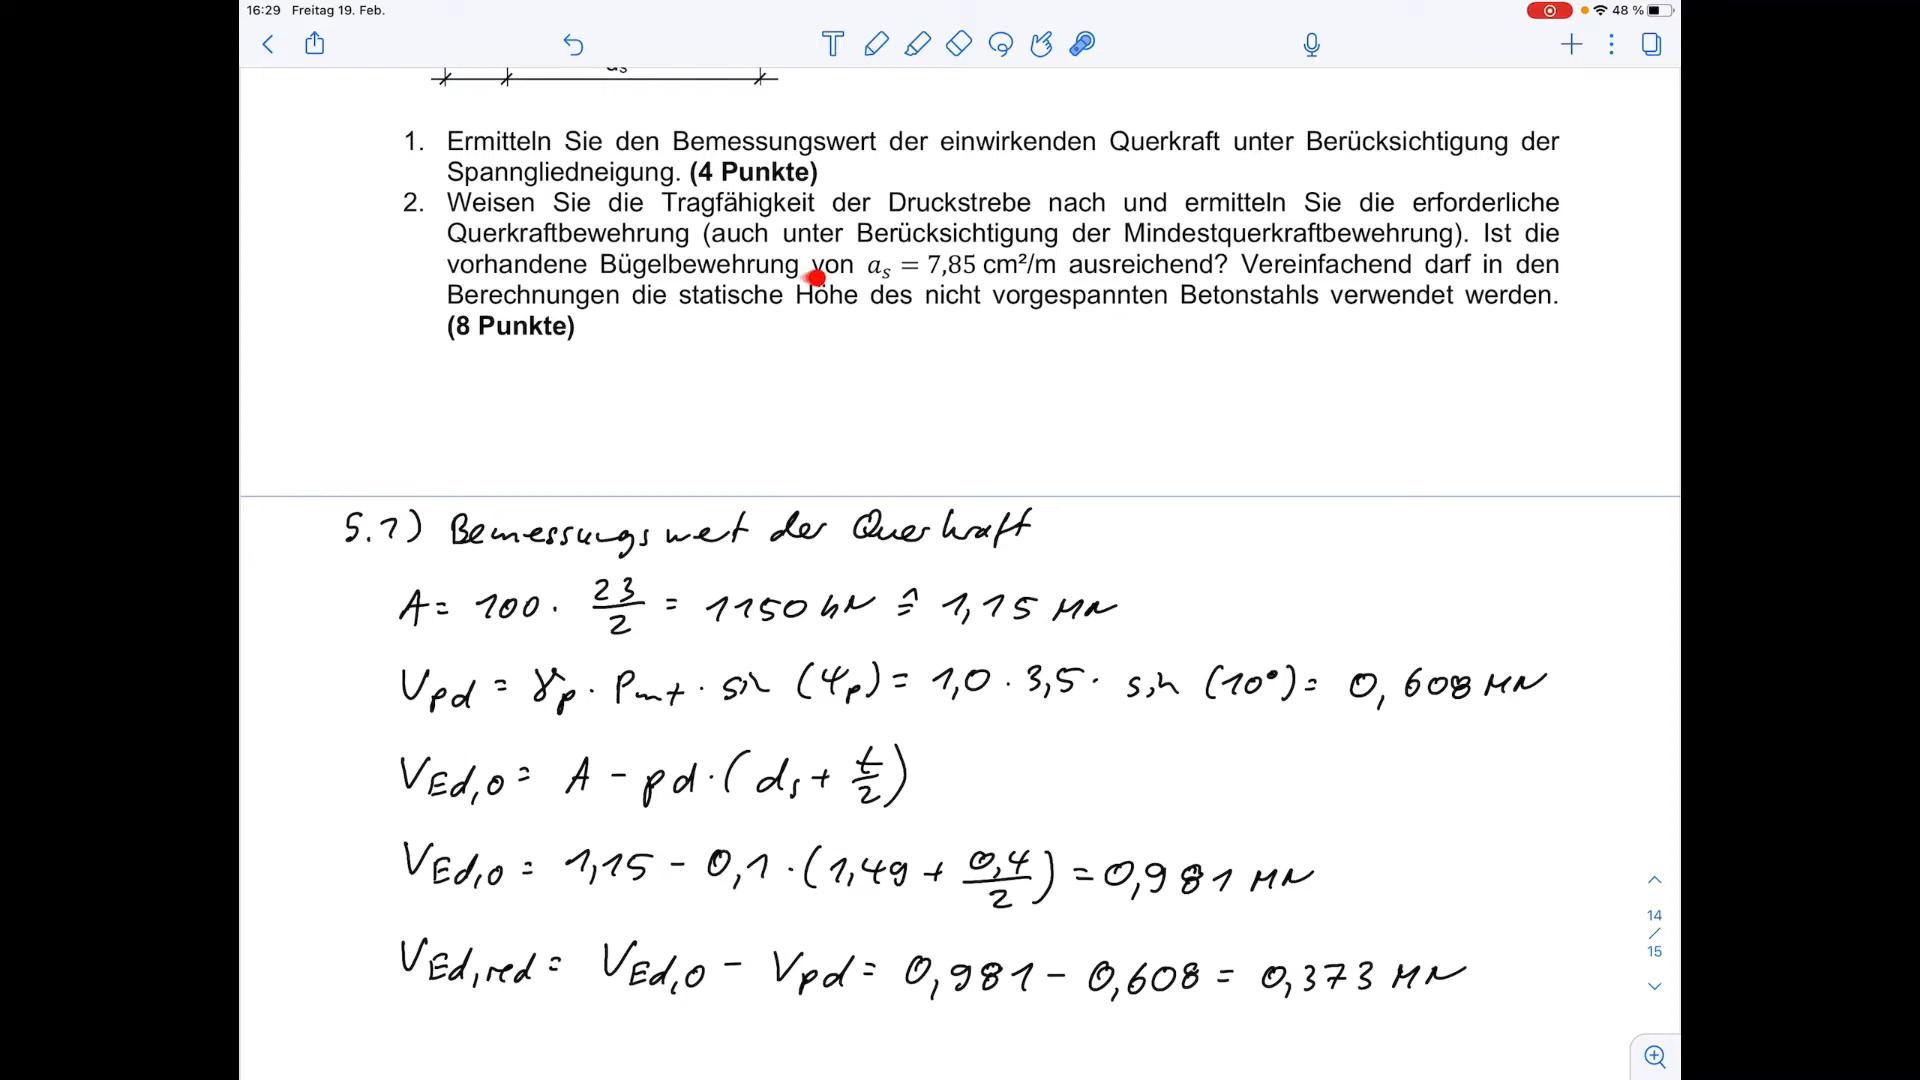 16:29 Freitag 19. Feb.
48 %
T
ds
1. Ermitteln Sie den Bemessungswert der einwirkenden Querkraft unter Berücksichtigung der
Spanngliedneigung. (4 Punkte)
2. Weisen Sie die Tragfähigkeit der Druckstrebe nach und ermitteln Sie die erforderliche
Querkraftbewehrung (auch unter Berücksichtigung der Mindestquerkraftbewehrung). Ist die
vorhandene Bügelbewehrung von aₛ = 7,85 cm²/m ausreichend? Vereinfachend darf in den
Berechnungen die statische Höhe des nicht vorgespannten Betonstahls verwendet werden.
(8 Punkte)
5.1) Bemessungswert der Querkraft
A = 100 · 23/2 = 1150 kN ≙ 1,15 MN
Vpd = γp · Pmt · sin (Ψp) = 1,0 · 3,5 · sin (10°) = 0,608 MN
VEd,0 = A - pd · (ds + t/2)
VEd,0 = 1,15 - 0,1 · (1,49 + 0,4/2) = 0,981 MN
VEd,red = VEd,0 - Vpd = 0,981 - 0,608 = 0,373 MN
14
/
15